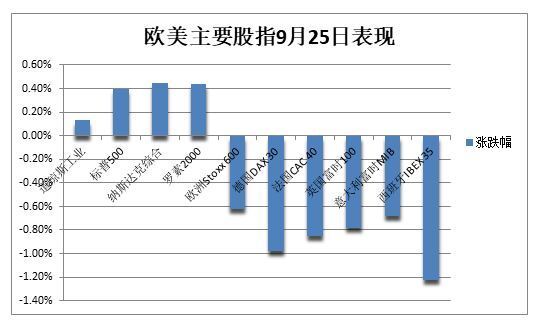 欧美主要股指9月25日表现
0.60%
0.40%
0.20%
0.00%
-0.20%
-0.40%
-0.60%
-0.80%
-1.00%
-1.20%
-1.40%
道琼斯工业
标普500
纳斯达克综合
罗素2000
欧洲Stoxx600
德国DAX30
法国CAC40
英国富时100
意大利富时MIB
西班牙IBEX35
涨跌幅